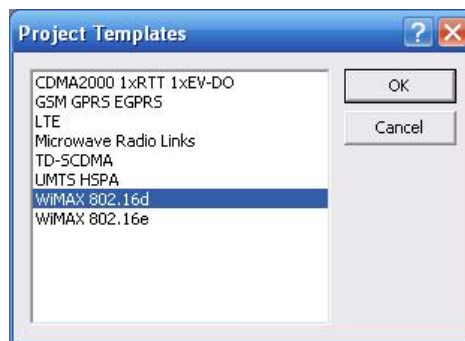 Project Templates
CDMA2000 1xRTT 1xEV-DO
GSM GPRS EGPRS
LTE
Microwave Radio Links
TD-SCDMA
UMTS HSPA
WiMAX 802.16d
WiMAX 802.16e
OK
Cancel